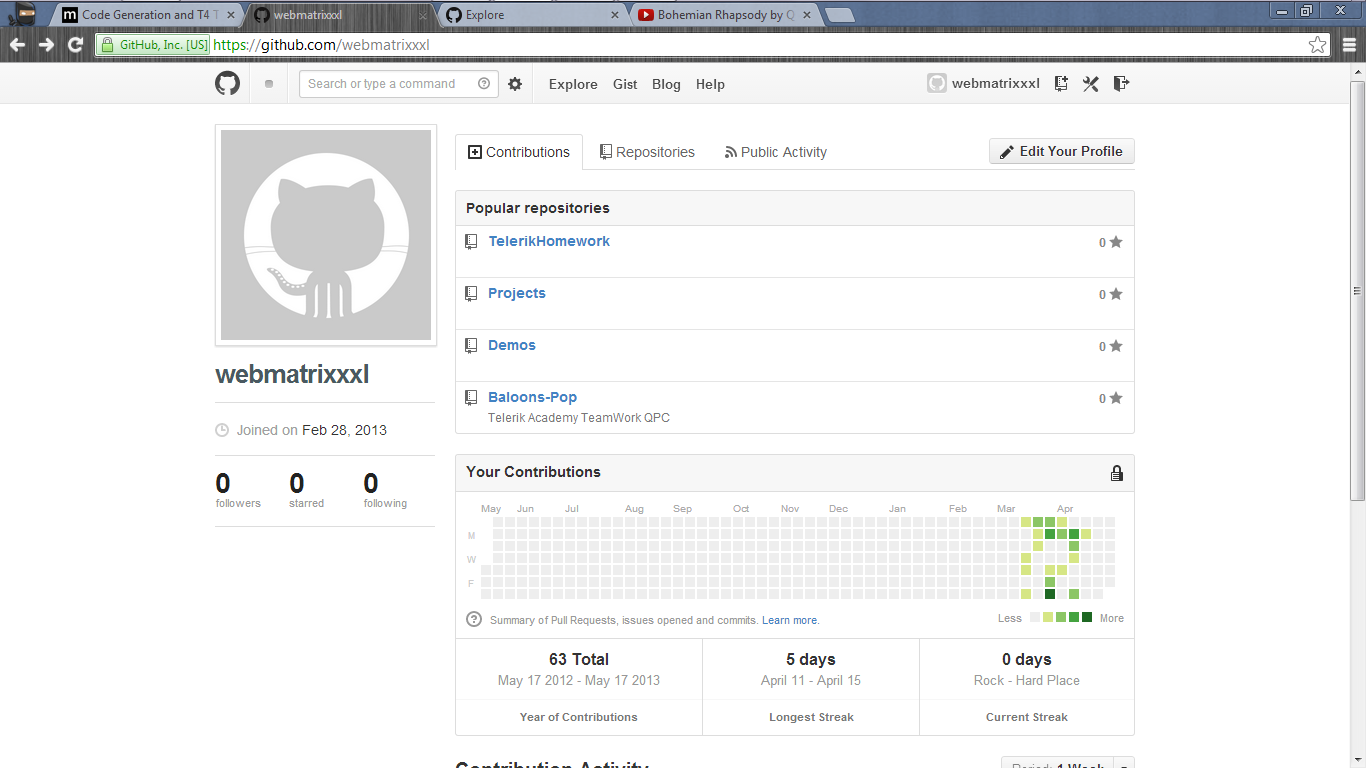 Code Generation and T4 T
webmatrixxxl
Explore
Bohemian Rhapsody by Q
GitHub, Inc. [US] https://github.com/webmatrixxxl
Search or type a command
Explore Gist Blog Help
webmatrixxxl
Contributions Repositories Public Activity
Edit Your Profile
webmatrixxxl
Joined on Feb 28, 2013
0 0 0
followers starred following
Popular repositories
TelerikHomework 0
Projects 0
Demos 0
Baloons-Pop 0
Telerik Academy TeamWork QPC
Your Contributions
May Jun Jul Aug Sep Oct Nov Dec Jan Feb Mar Apr
M
W
F
Summary of Pull Requests, issues opened and commits. Learn more.
Less More
63 Total 5 days 0 days
May 17 2012 - May 17 2013 April 11 - April 15 Rock - Hard Place
Year of Contributions Longest Streak Current Streak
Contribution Activity
Period: 1 Week